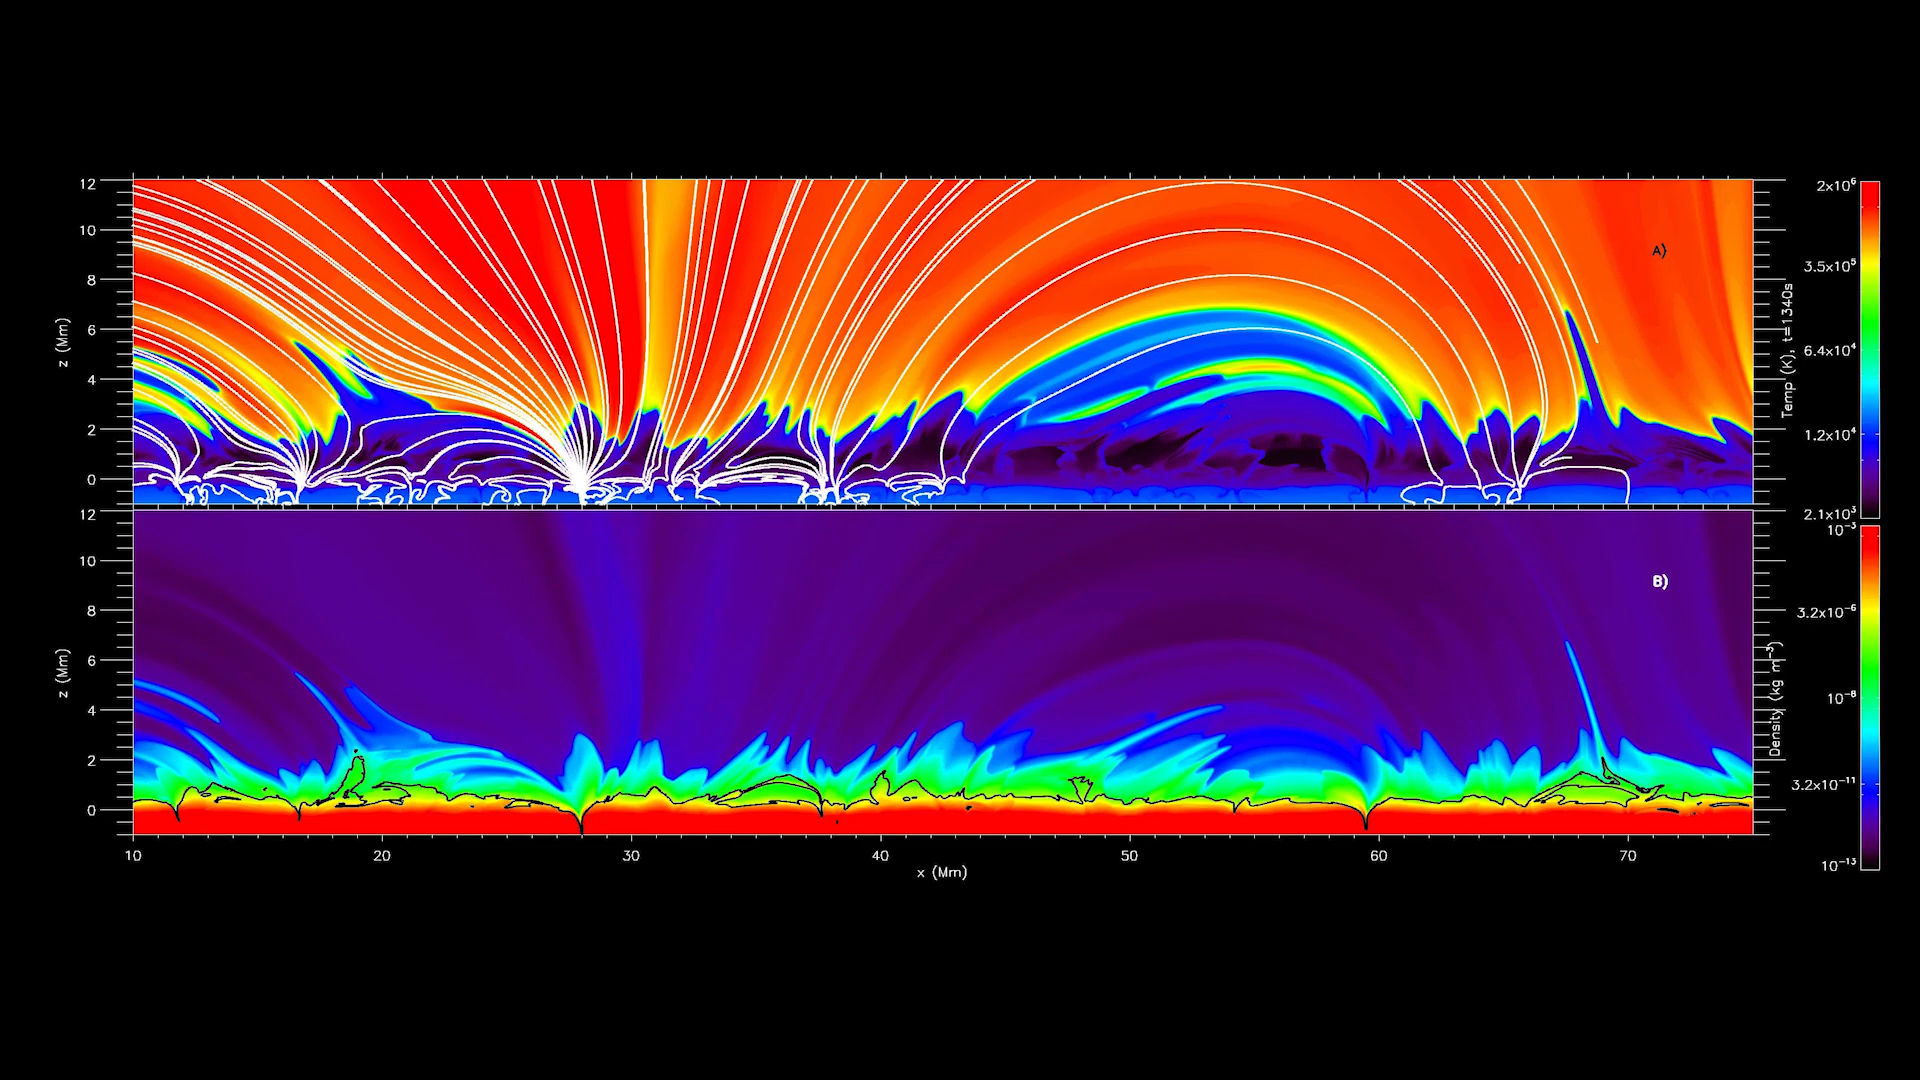 12
10
8
6
4
2
0
z (Mm)
A)
2x10⁶
3.5x10⁵
6.4x10⁴
1.2x10⁴
2.1x10³
Temp (K), t=1340s
12
10
8
6
4
2
0
z (Mm)
B)
10⁻³
3.2x10⁻⁶
10⁻⁸
3.2x10⁻¹¹
10⁻¹³
Density (kg m⁻³)
10 20 30 40 50 60 70
x (Mm)